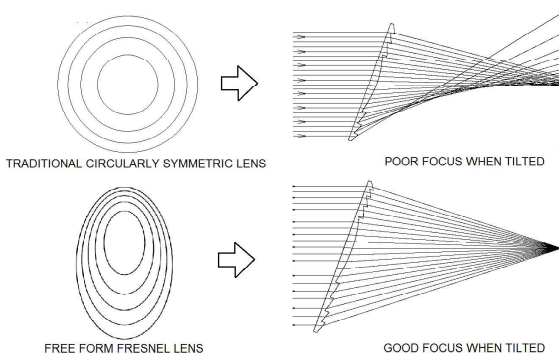 TRADITIONAL CIRCULARLY SYMMETRIC LENS
POOR FOCUS WHEN TILTED
FREE FORM FRESNEL LENS
GOOD FOCUS WHEN TILTED